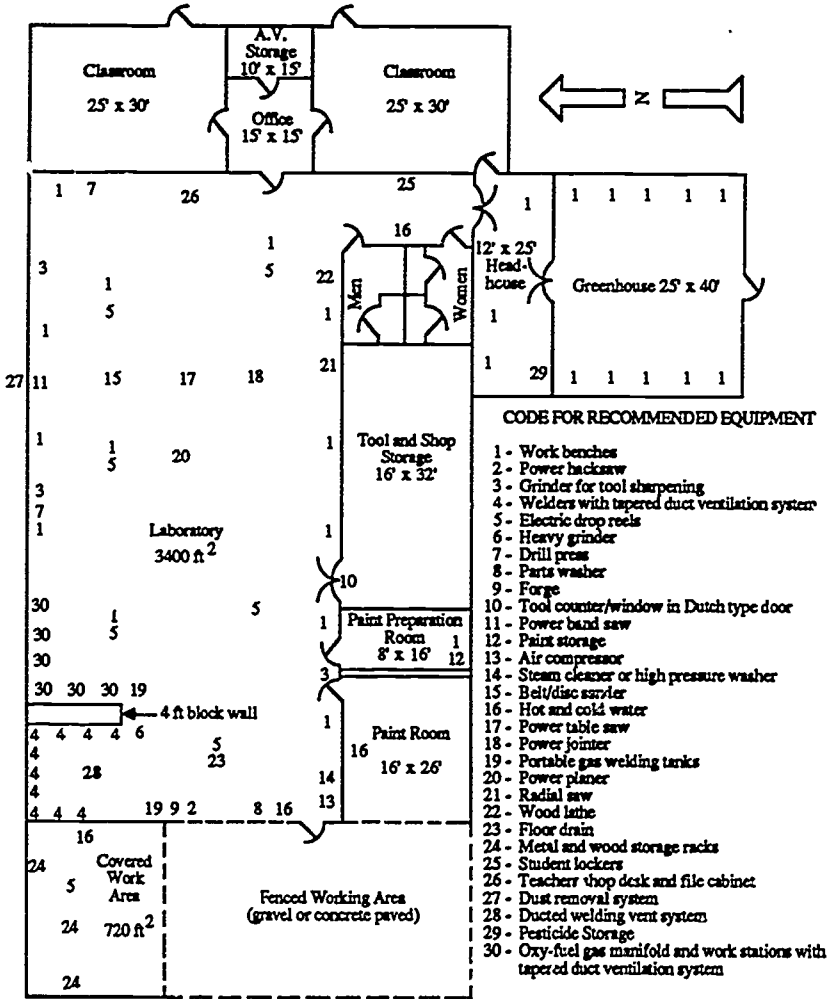 A.V.
Storage
10' x 15'
Classroom
25' x 30'
Classroom
25' x 30'
Office
15' x 15'
N
1 7
26
25
1
1 1 1 1 1
16
12' x 25'
Head-
house
Greenhouse 25' x 40'
1
5
3
1
5
22
Men
Women
1
1
1
21
1
29
1 1 1 1 1
27
11
15
17
18
1
1
5
20
1
Tool and Shop
Storage
16' x 32'
3
7
1
Laboratory
3400 ft2
1
10
30
1
5
5
30
30
1
Paint Preparation
Room
8' x 16'
1
12
3
30 30 30 19
4 ft block wall
4 4 4 4 6
4
4
4
4 4 4
28
5
23
1
14
13
16
Paint Room
16' x 26'
19 9 2
8 16
16
24
Covered
Work
Area
720 ft2
5
24
24
Fenced Working Area
(gravel or concrete paved)
CODE FOR RECOMMENDED EQUIPMENT
1 - Work benches
2 - Power hacksaw
3 - Grinder for tool sharpening
4 - Welders with tapered duct ventilation system
5 - Electric drop reels
6 - Heavy grinder
7 - Drill press
8 - Parts washer
9 - Forge
10 - Tool counter/window in Dutch type door
11 - Power band saw
12 - Paint storage
13 - Air compressor
14 - Steam cleaner or high pressure washer
15 - Belt/disc sander
16 - Hot and cold water
17 - Power table saw
18 - Power jointer
19 - Portable gas welding tanks
20 - Power planer
21 - Radial saw
22 - Wood lathe
23 - Floor drain
24 - Metal and wood storage racks
25 - Student lockers
26 - Teachers shop desk and file cabinet
27 - Dust removal system
28 - Ducted welding vent system
29 - Pesticide Storage
30 - Oxy-fuel gas manifold and work stations with
tapered duct ventilation system